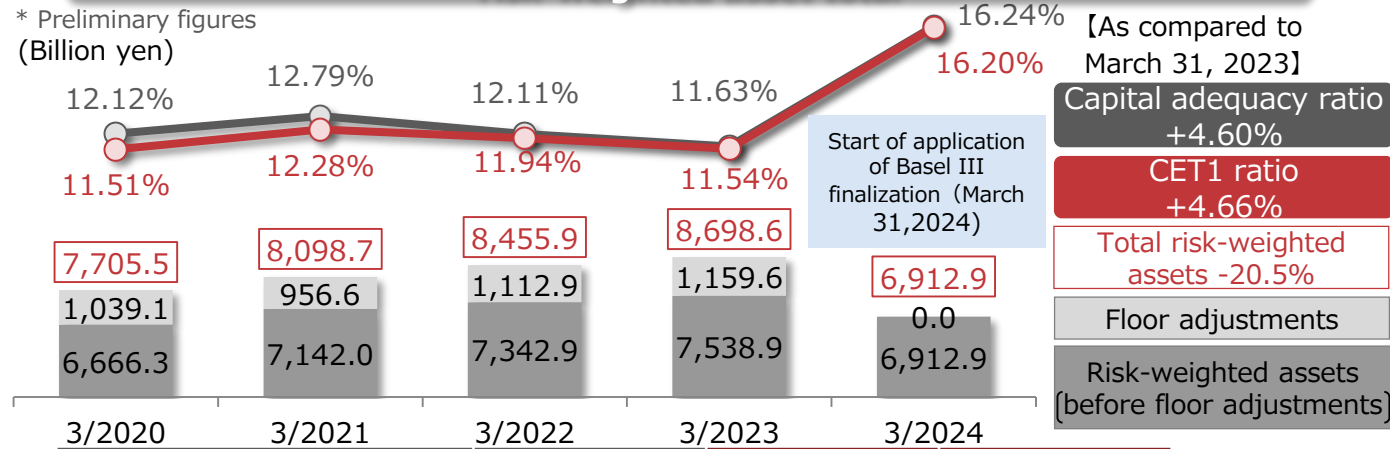 * Preliminary figures
(Billion yen)
12.12%
12.79%
12.11%
11.63%
16.24%
11.51%
12.28%
11.94%
11.54%
16.20%
Start of application
of Basel III
finalization (March
31,2024)
7,705.5
8,098.7
8,455.9
8,698.6
6,912.9
1,039.1
956.6
1,112.9
1,159.6
0.0
6,666.3
7,142.0
7,342.9
7,538.9
6,912.9
3/2020
3/2021
3/2022
3/2023
3/2024
【As compared to
March 31, 2023】
Capital adequacy ratio
+4.60%
CET1 ratio
+4.66%
Total risk-weighted
assets -20.5%
Floor adjustments
Risk-weighted assets
(before floor adjustments)